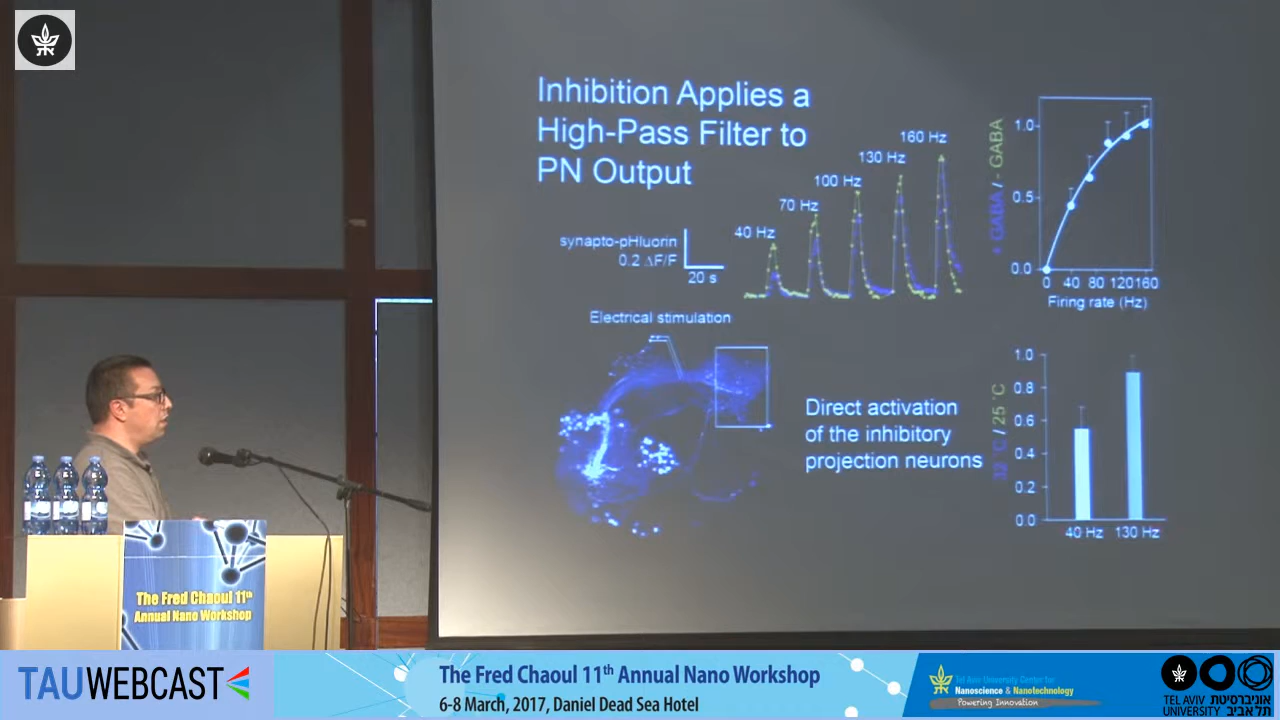 Inhibition Applies a
High-Pass Filter to
PN Output
40 Hz
70 Hz
100 Hz
130 Hz
160 Hz
synapto-pHluorin
0.2 ΔF/F
20 s
+ GABA / - GABA
1.0
0.5
0.0
0 40 80 120 160
Firing rate (Hz)
Electrical stimulation
Direct activation
of the inhibitory
projection neurons
32 °C / 25 °C
1.0
0.8
0.6
0.4
0.2
0.0
40 Hz 130 Hz
The Fred Chaoul 11th
Annual Nano Workshop
TAUWEBCAST
The Fred Chaoul 11th Annual Nano Workshop
6-8 March, 2017, Daniel Dead Sea Hotel
Tel Aviv University Center for
Nanoscience & Nanotechnology
Powering Innovation
TEL AVIV אוניברסיטת
UNIVERSITY תל אביב